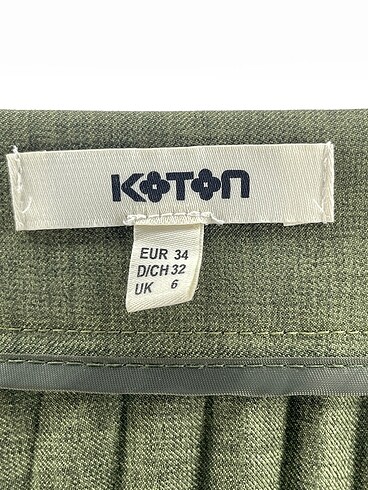 KOTON
EUR 34
D/CH 32
UK 6